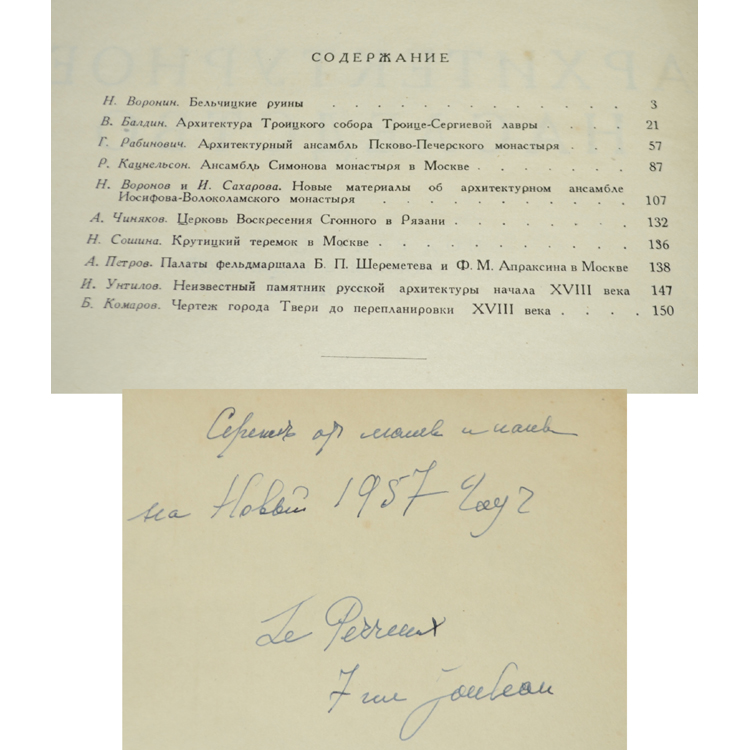 СОДЕРЖАНИЕ
Н. Воронин. Бельчицкие руины . . . . . . . . . . . . . 3
В. Балдин. Архитектура Троицкого собора Троице-Сергиевой лавры . . . . 21
Г. Рабинович. Архитектурный ансамбль Псково-Печерского монастыря . . . 57
Р. Кацнельсон. Ансамбль Симонова монастыря в Москве . . . . . . . 87
Н. Воронов и И. Сахарова. Новые материалы об архитектурном ансамбле
Иосифова-Волоколамского монастыря . . . . . . . . . . 107
А. Чиняков. Церковь Воскресения Сгонного в Рязани . . . . . . . . 132
Н. Сошина. Крутицкий теремок в Москве . . . . . . . . . . . 136
А. Петров. Палаты фельдмаршала Б. П. Шереметева и Ф. М. Апраксина в Москве 138
И. Унтилов. Неизвестный памятник русской архитектуры начала XVIII века 147
Б. Комаров. Чертеж города Твери до перепланировки XVIII века . . . . 150
от мамы и папы
на Новый 1957 год
Le Perreux
7 rue